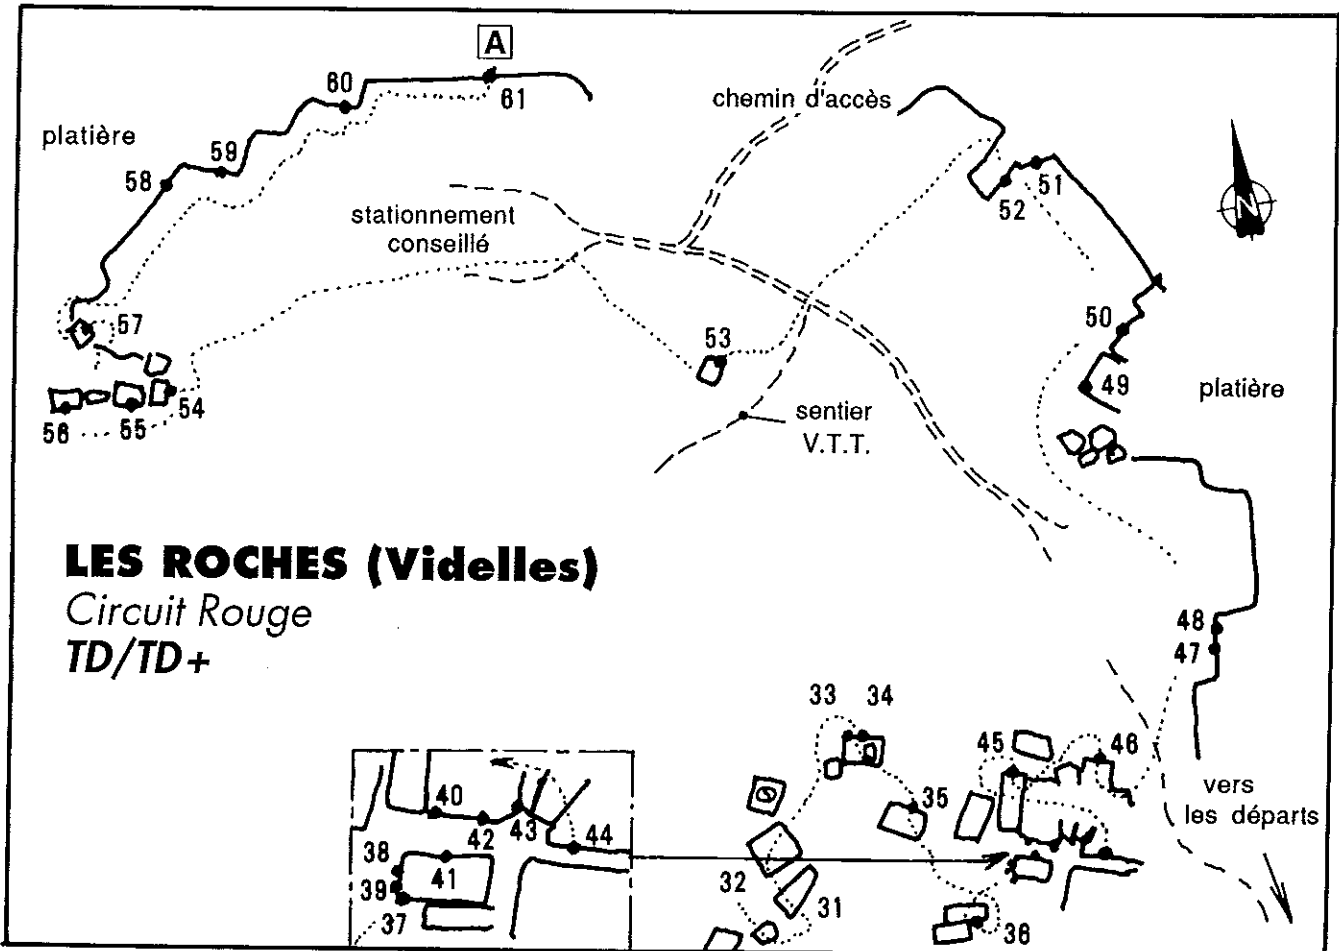 A
60
61
chemin d'accès
platière
59
58
51
52
stationnement
conseillé
N
57
50
53
49
platière
54
sentier
V.T.T.
56
55
LES ROCHES (Videlles)
Circuit Rouge
TD/TD+
48
47
33
34
45
46
vers
les départs
40
42
43
44
35
38
41
39
37
32
31
36